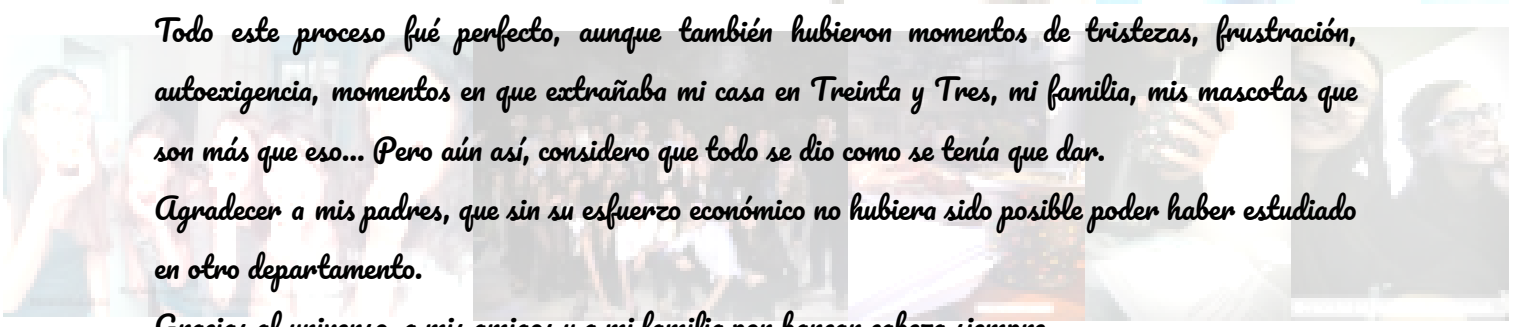 Todo este proceso fué perfecto, aunque también hubieron momentos de tristezas, frustración,
autoexigencia, momentos en que extrañaba mi casa en Treinta y Tres, mi familia, mis mascotas que
son más que eso... Pero aún así, considero que todo se dio como se tenía que dar.
Agradecer a mis padres, que sin su esfuerzo económico no hubiera sido posible poder haber estudiado
en otro departamento.
Gracias al universo, a mis amigos y a mi familia por bancar cabeza siempre